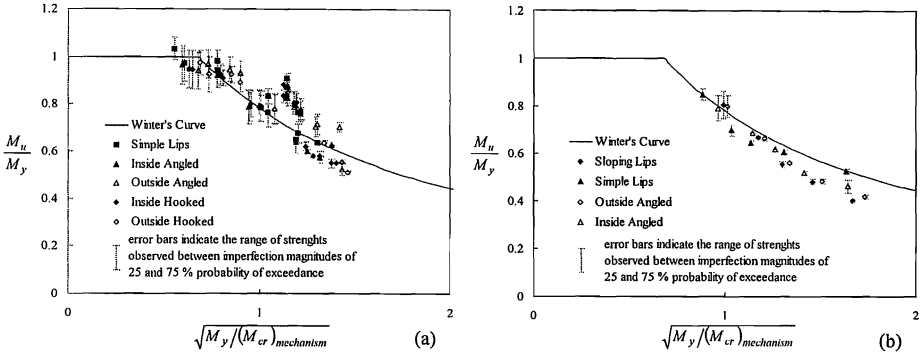 1.2
1
0.8
0.6
0.4
0.2
0
M_u
M_y
Winter's Curve
Simple Lips
Inside Angled
Outside Angled
Inside Hooked
Outside Hooked
error bars indicate the range of strenghts
observed between imperfection magnitudes of
25 and 75 % probability of exceedance
0
1
2
√M_y/(M_cr)_mechanism
(a)
1.2
1
0.8
0.6
0.4
0.2
0
M_u
M_y
Winter's Curve
Sloping Lips
Simple Lips
Outside Angled
Inside Angled
error bars indicate the range of strenghts
observed between imperfection magnitudes of
25 and 75 % probability of exceedance
0
1
2
√M_y/(M_cr)_mechanism
(b)